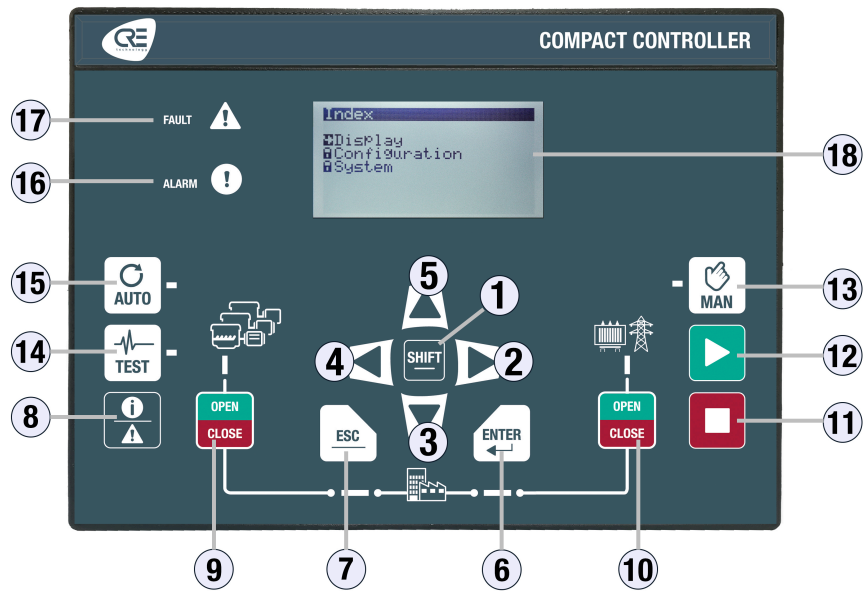 CRE
technology
COMPACT CONTROLLER
17
FAULT
Index
16
ALARM
Display
Configuration
System
18
15
AUTO
5
1
MAN
13
14
TEST
4
SHIFT
2
12
8
OPEN
CLOSE
ESC
3
ENTER
OPEN
CLOSE
11
9
7
6
10